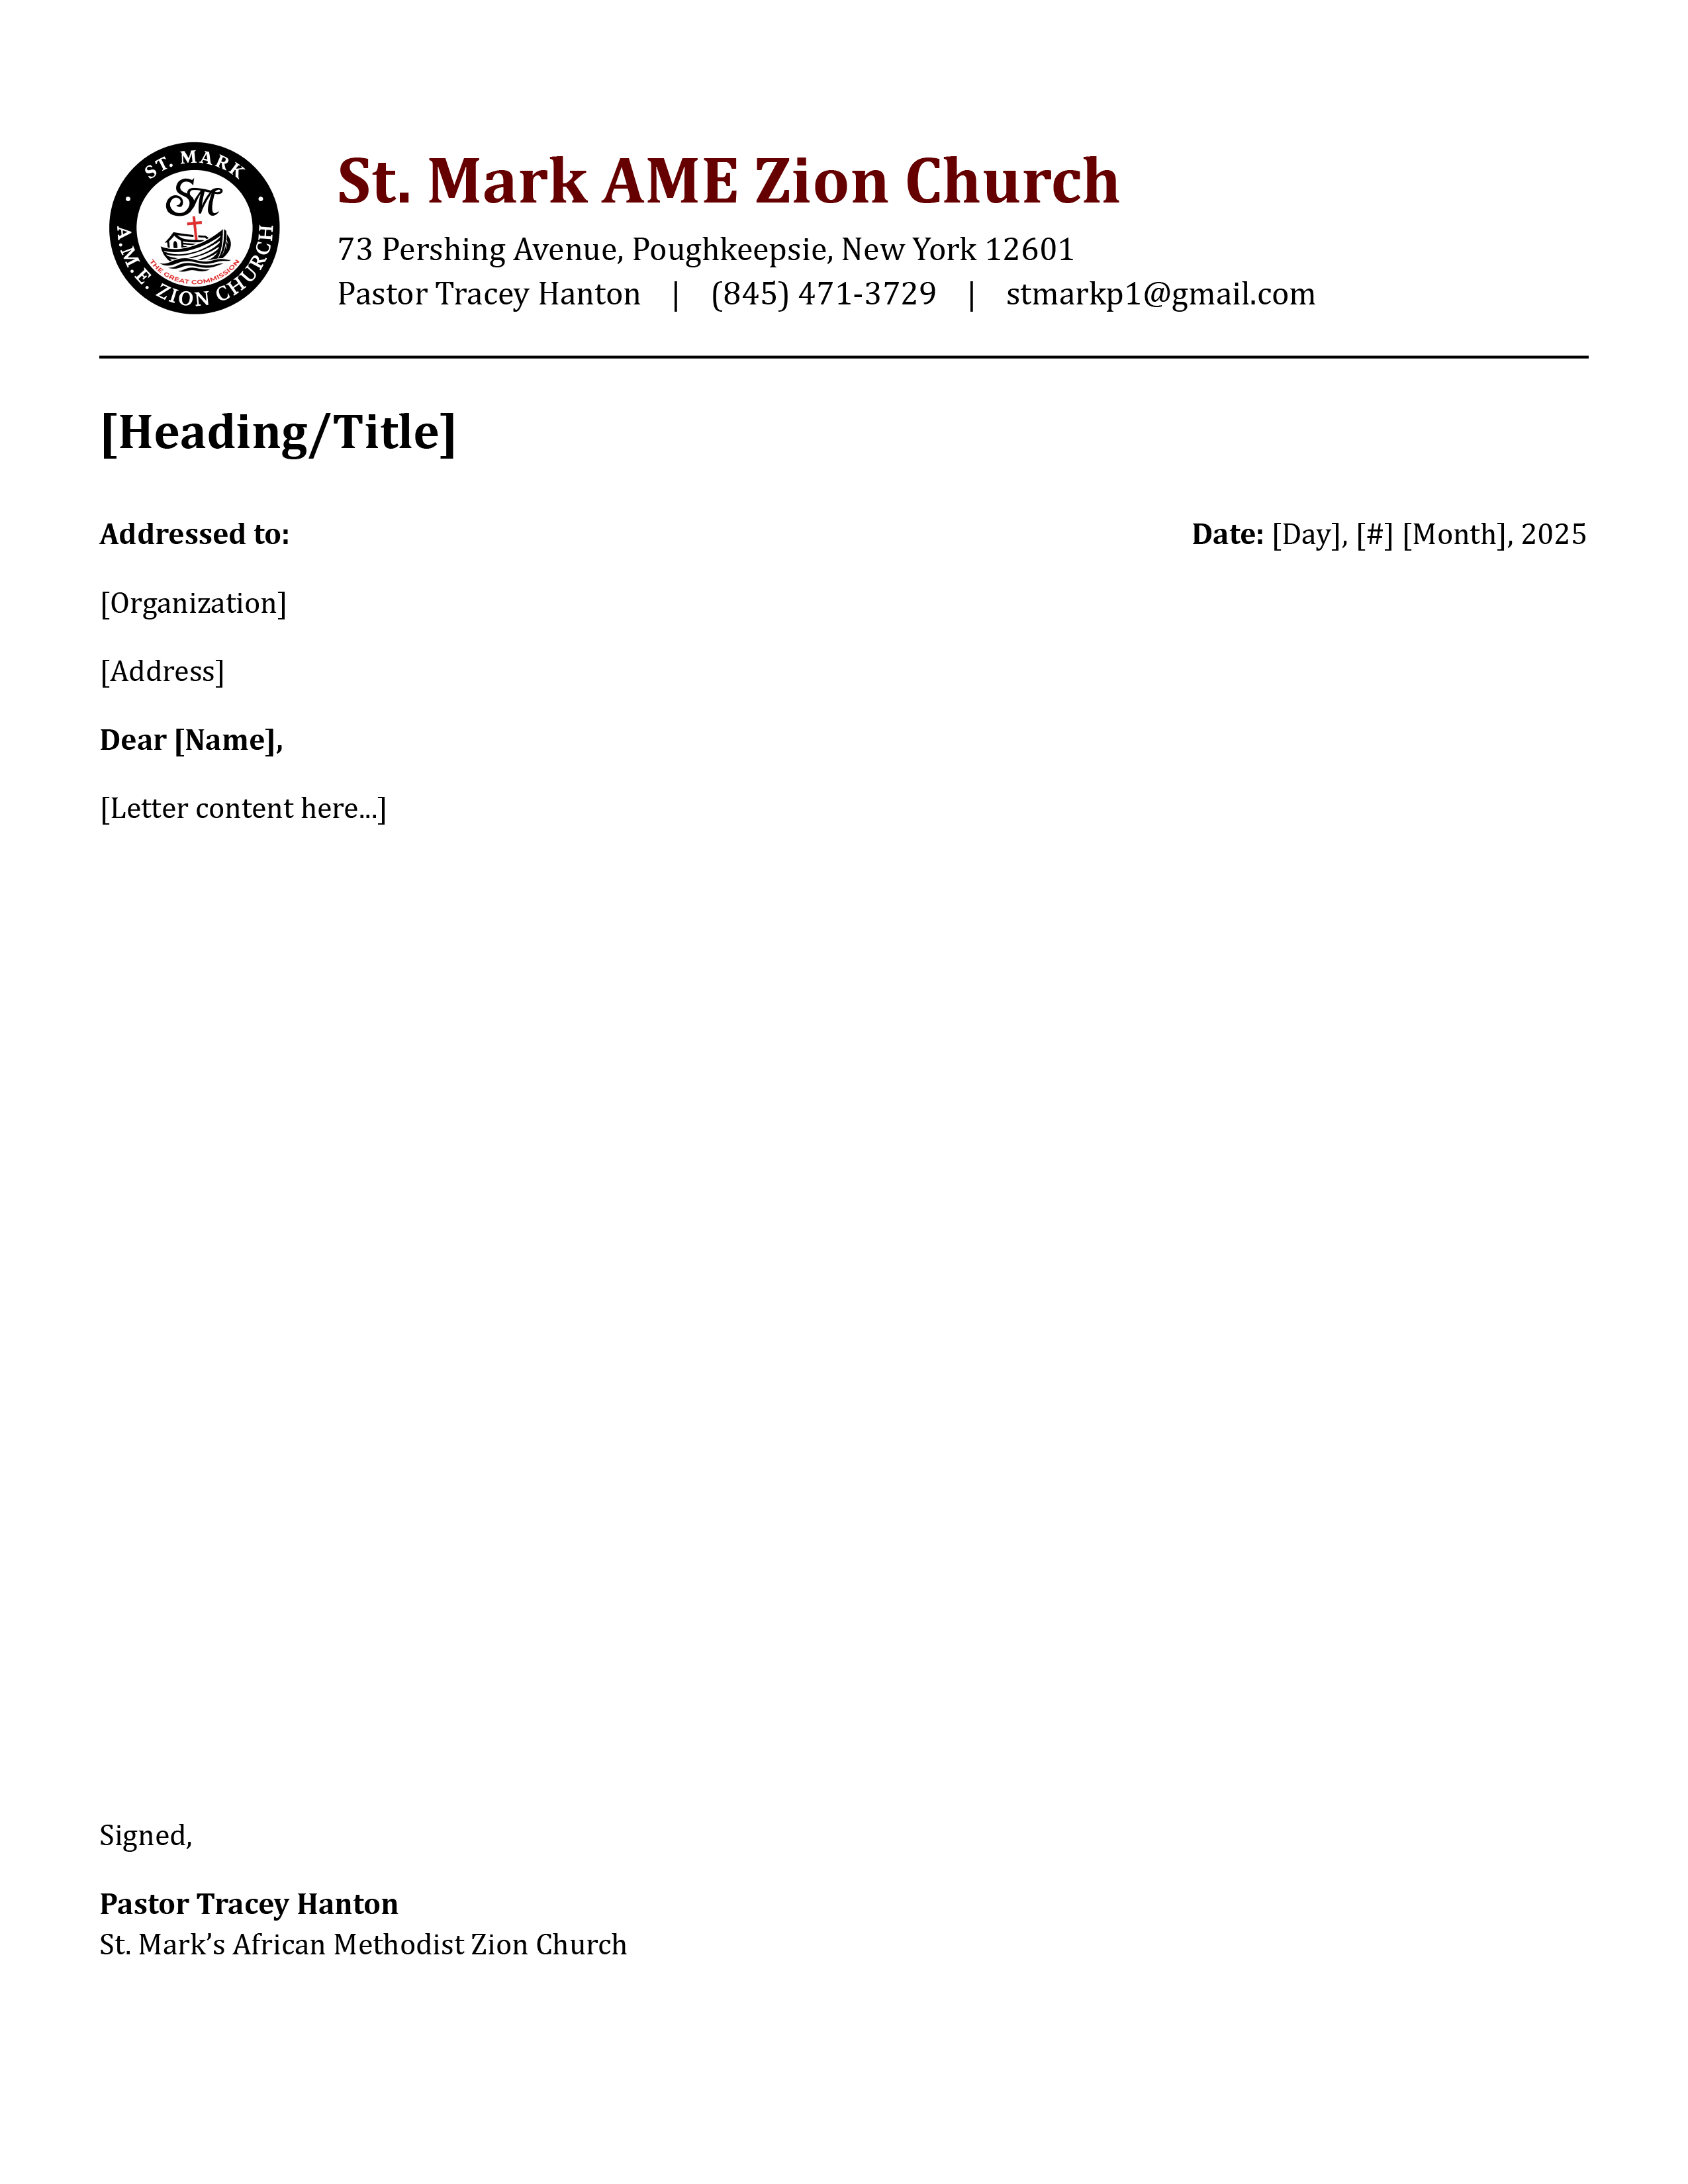 ST. MARK
SM
THE GREAT COMMISSION
A.M.E. ZION CHURCH
St. Mark AME Zion Church
73 Pershing Avenue, Poughkeepsie, New York 12601
Pastor Tracey Hanton | (845) 471-3729 | stmarkp1@gmail.com
[Heading/Title]
Addressed to: Date: [Day], [#] [Month], 2025
[Organization]
[Address]
Dear [Name],
[Letter content here...]
Signed,
Pastor Tracey Hanton
St. Mark’s African Methodist Zion Church